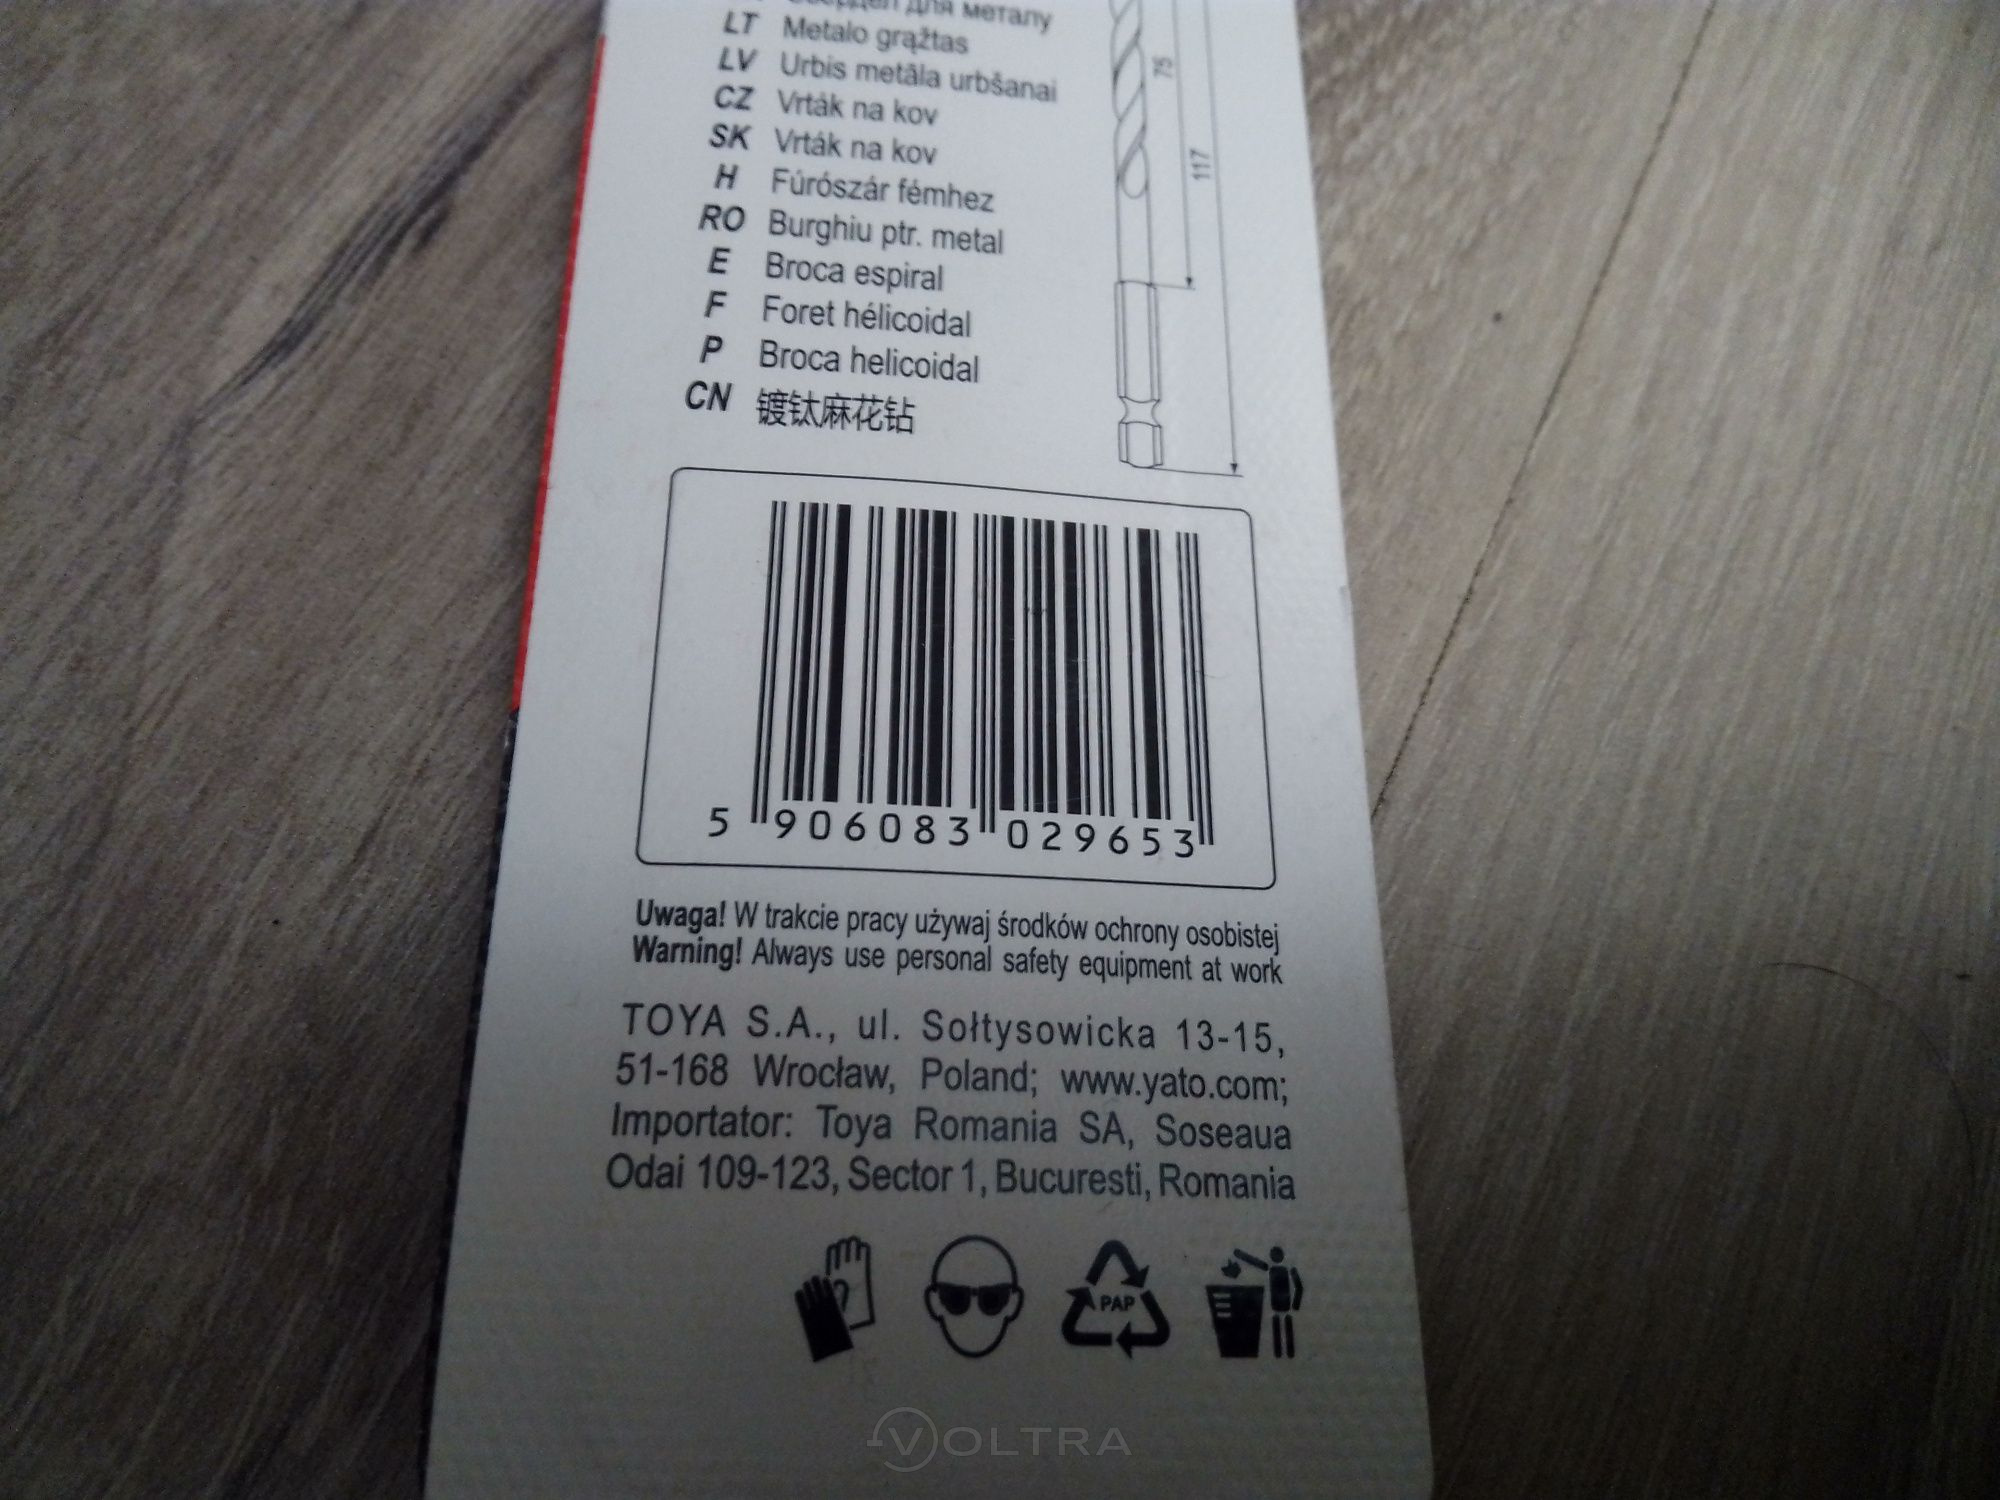 для металу
LT Metalo grąžtas
LV Urbis metāla urbšanai
CZ Vrták na kov
SK Vrták na kov
H Fúrószár fémhez
RO Burghiu ptr. metal
E Broca espiral
F Foret hélicoidal
P Broca helicoidal
CN 镀钛麻花钻
75
117
5 906083 029653
Uwaga! W trakcie pracy używaj środków ochrony osobistej
Warning! Always use personal safety equipment at work
TOYA S.A., ul. Sołtysowicka 13-15,
51-168 Wrocław, Poland; www.yato.com;
Importator: Toya Romania SA, Soseaua
Odai 109-123, Sector 1, Bucuresti, Romania
PAP
VOLTRA